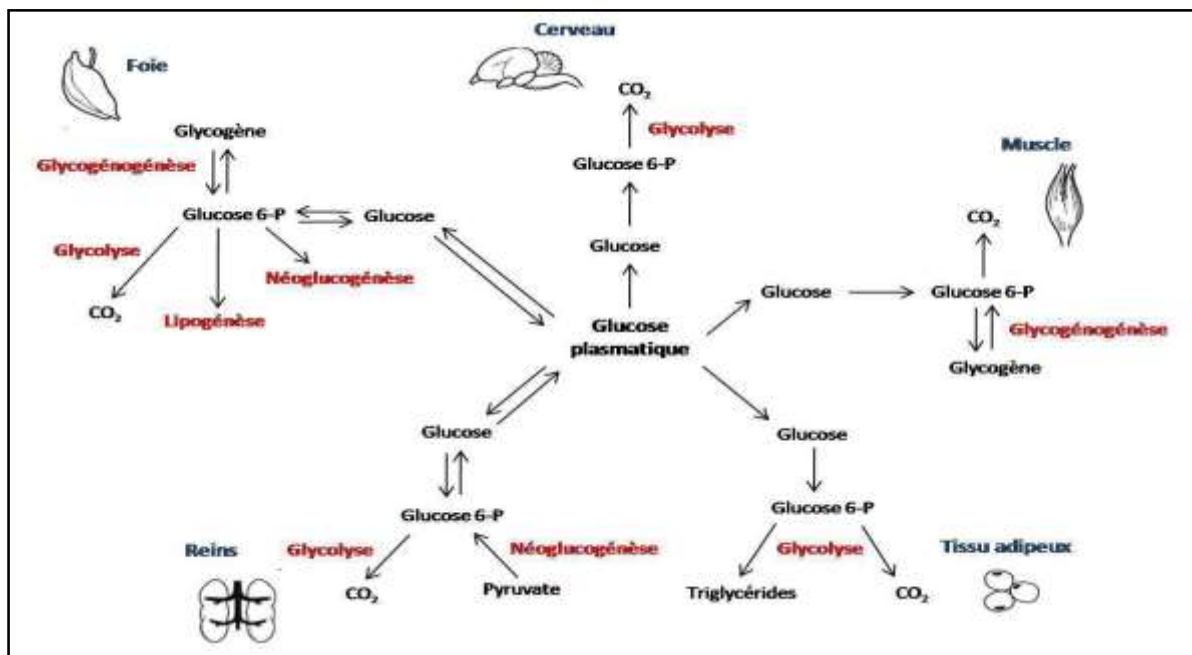 Foie
Glycogène
Glycogénogénèse
Glucose 6-P
Glucose
Glycolyse
Néoglucogénèse
CO₂
Lipogénèse
Cerveau
CO₂
Glycolyse
Glucose 6-P
Glucose
Muscle
CO₂
Glucose
Glucose 6-P
Glycogénogénèse
Glycogène
Glucose
plasmatique
Glucose
Glucose 6-P
Reins
Glycolyse
Néoglucogénèse
CO₂
Pyruvate
Glucose
Glucose 6-P
Glycolyse
Tissu adipeux
Triglycérides
CO₂